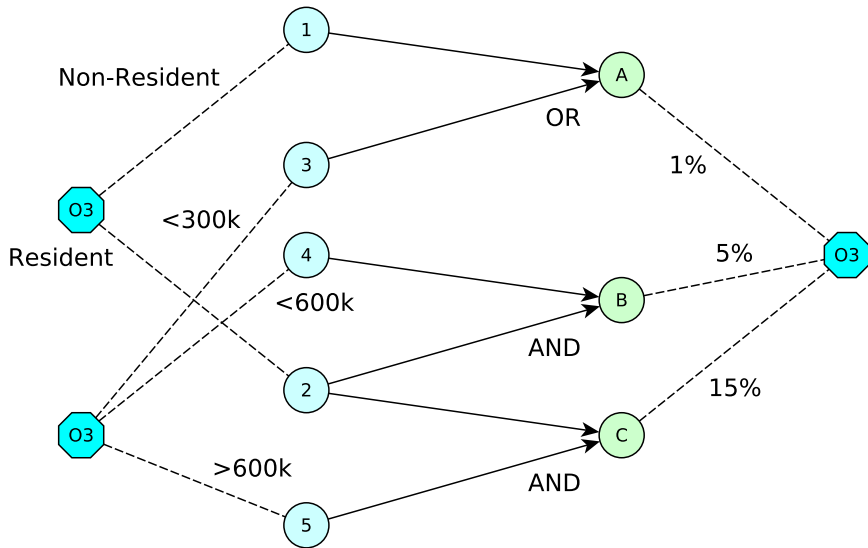 1
Non-Resident
A
OR
3
1%
O3
<300k
Resident
4
5%
O3
<600k
B
AND
2
15%
O3
C
>600k
AND
5